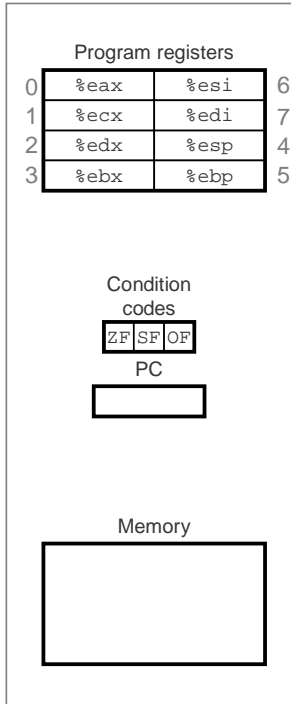 Program registers
0 %eax %esi 6
1 %ecx %edi 7
2 %edx %esp 4
3 %ebx %ebp 5
Condition
codes
ZF SF OF
PC
Memory